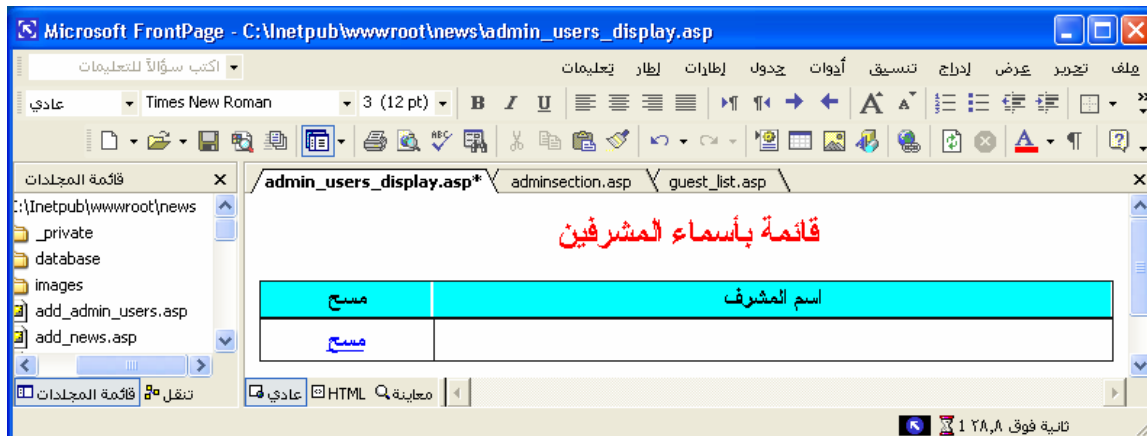 Microsoft FrontPage - C:\Inetpub\wwwroot\news\admin_users_display.asp
ملف تحرير عرض إدراج تنسيق أدوات جدول إطارات إطار تعليمات اكتب سؤالاً للتعليمات
عادي Times New Roman 3 (12 pt) B I U
قائمة المجلدات
:\Inetpub\wwwroot\news
_private
database
images
add_admin_users.asp
add_news.asp
تنقل قائمة المجلدات
admin_users_display.asp* adminsection.asp guest_list.asp
قائمة بأسماء المشرفين
اسم المشرف مسح
مسح
عادي HTML معاينة
1 ٢٨,٨ ثانية فوق